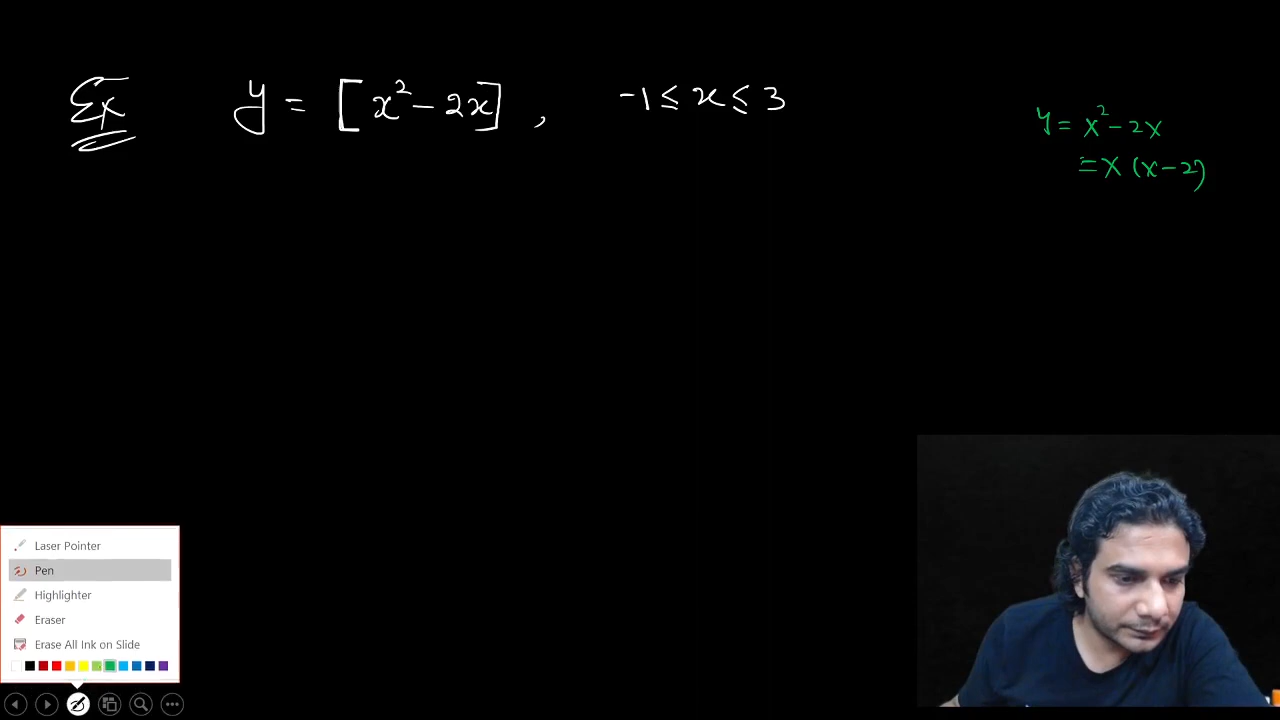 Ex y = [x² - 2x] , -1 ≤ x ≤ 3
y = x² - 2x
= x (x - 2)
Laser Pointer
Pen
Highlighter
Eraser
Erase All Ink on Slide